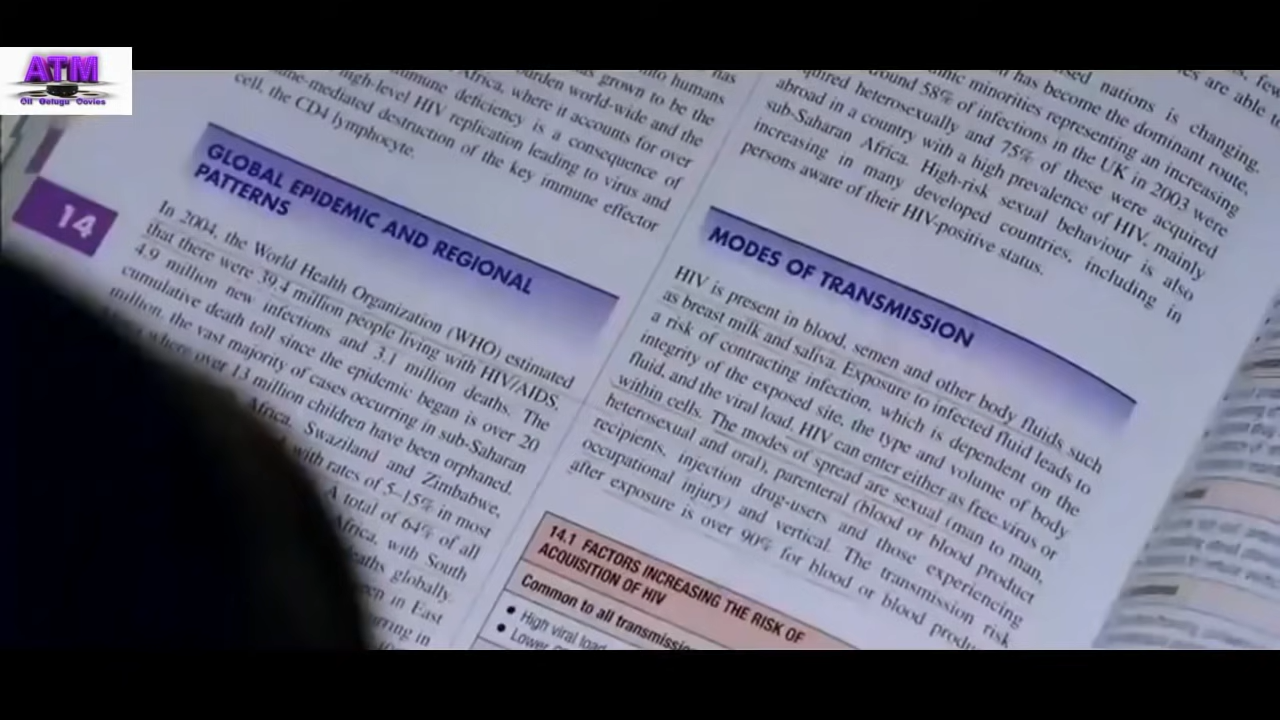 ATM
All Telugu Movies
14
burden world-wide and the
Africa, where it accounts for over
immune deficiency is a consequence of
high-level HIV replication leading to virus and
-mediated destruction of the key immune effector
cell, the CD4 lymphocyte.
GLOBAL EPIDEMIC AND REGIONAL
PATTERNS
In 2004, the World Health Organization (WHO) estimated
that there were 39.4 million people living with HIV/AIDS,
4.9 million new infections and 3.1 million deaths. The
cumulative death toll since the epidemic began is over 20
million, the vast majority of cases occurring in sub-Saharan
where over 13 million children have been orphaned.
Africa, Swaziland and Zimbabwe,
with rates of 5–15% in most
A total of 64% of all
Africa, with South
globally.
in East
in
nations is changing.
has become the dominant route,
minorities representing an increasing
58% of infections in the UK in 2003 were
heterosexually and 75% of these were acquired
abroad in a country with a high prevalence of HIV, mainly
sub-Saharan Africa. High-risk sexual behaviour is also
increasing in many developed countries, including in
persons aware of their HIV-positive status.
MODES OF TRANSMISSION
HIV is present in blood, semen and other body fluids such
as breast milk and saliva. Exposure to infected fluid leads to
a risk of contracting infection, which is dependent on the
integrity of the exposed site, the type and volume of body
fluid, and the viral load. HIV can enter either as free virus or
within cells. The modes of spread are sexual (man to man,
heterosexual and oral), parenteral (blood or blood product
recipients, injection drug-users and those experiencing
occupational injury) and vertical. The transmission risk
after exposure is over 90% for blood or blood
14.1 FACTORS INCREASING THE RISK OF
ACQUISITION OF HIV
Common to all
• High viral load
• Lower